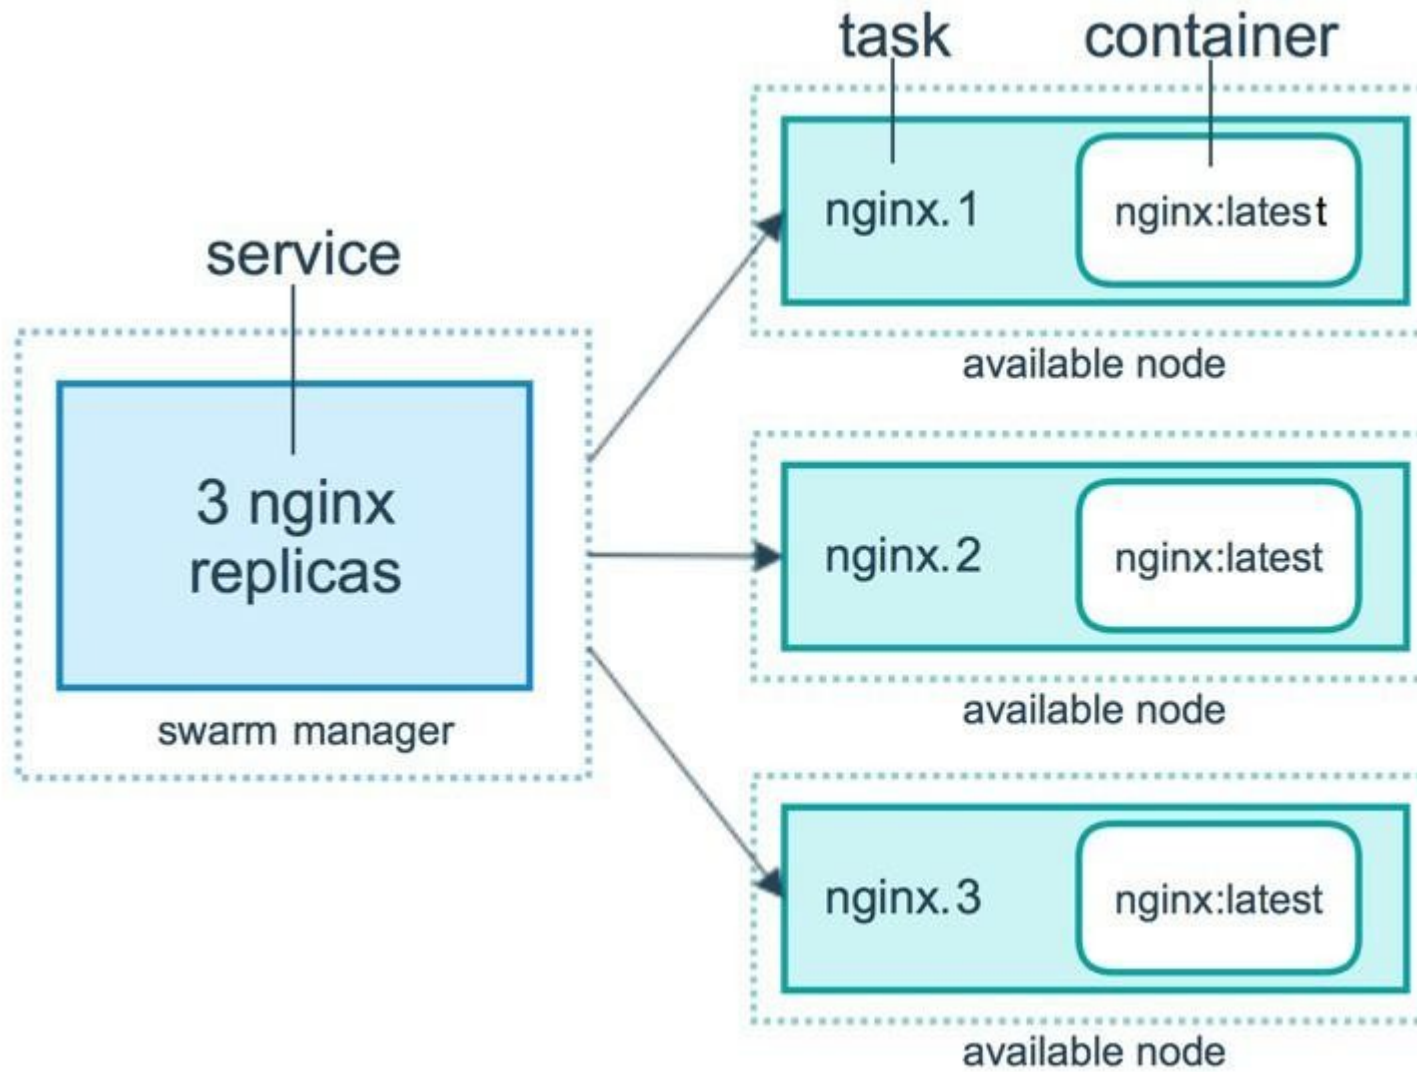 task
container
nginx.1
nginx:latest
available node
service
3 nginx
replicas
swarm manager
nginx.2
nginx:latest
available node
nginx.3
nginx:latest
available node